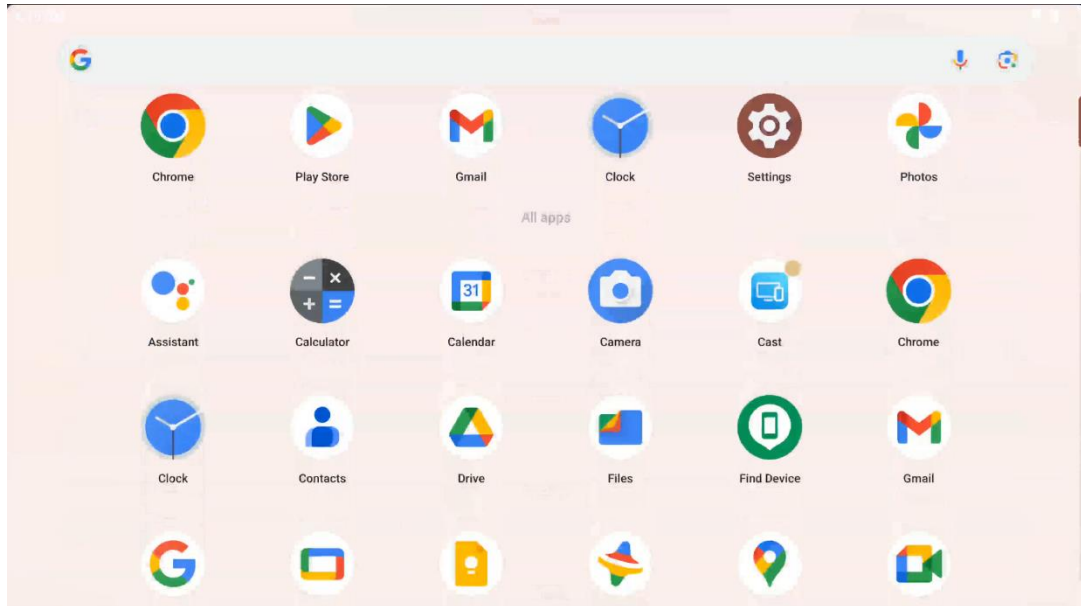 Chrome Play Store Gmail Clock Settings Photos
All apps
31
Assistant Calculator Calendar Camera Cast Chrome
Clock Contacts Drive Files Find Device Gmail